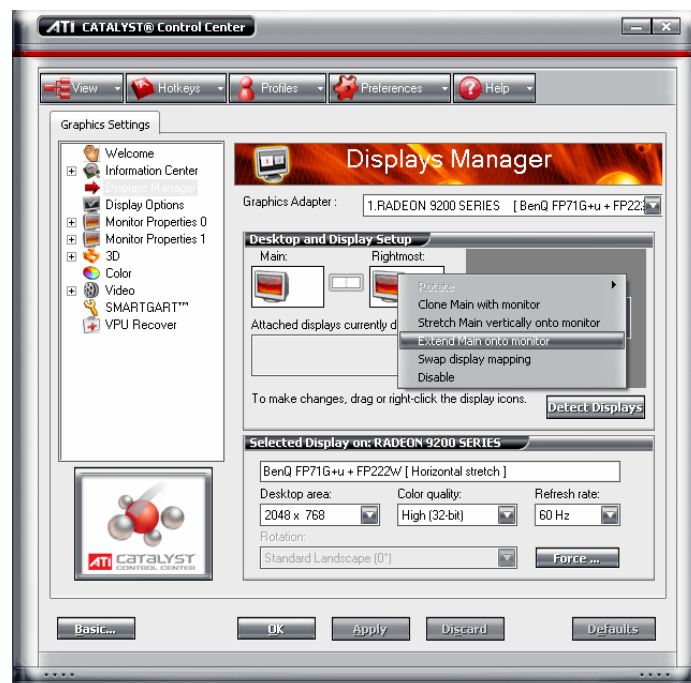 ATI CATALYST® Control Center
View
Hotkeys
Profiles
Preferences
Help
Graphics Settings
Welcome
Information Center
Displays Manager
Display Options
Monitor Properties 0
Monitor Properties 1
3D
Color
Video
SMARTGART™
VPU Recover
Displays Manager
Graphics Adapter :
1.RADEON 9200 SERIES [ BenQ FP71G+u + FP22
Desktop and Display Setup
Main:
Rightmost:
Rotate
Clone Main with monitor
Stretch Main vertically onto monitor
Extend Main onto monitor
Swap display mapping
Disable
Attached displays currently d
To make changes, drag or right-click the display icons.
Detect Displays
Selected Display on: RADEON 9200 SERIES
BenQ FP71G+u + FP222W [ Horizontal stretch ]
Desktop area:
Color quality:
Refresh rate:
2048 x 768
High (32-bit)
60 Hz
Rotation:
Standard Landscape (0°)
Force ...
ATI CATALYST
CONTROL CENTER
Basic...
OK
Apply
Discard
Defaults